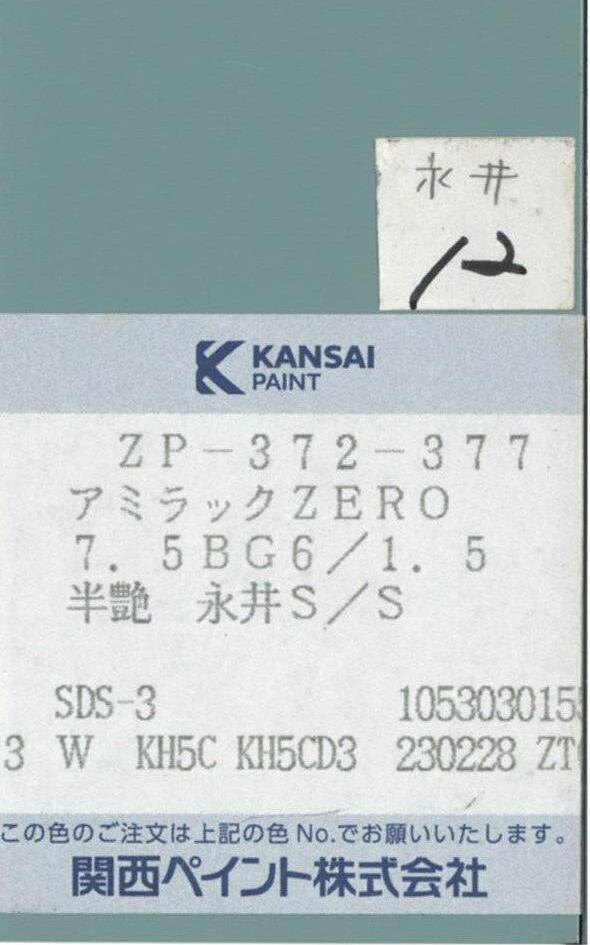 永井
12
KANSAI
PAINT
ZP-372-377
アミラックZERO
7.5BG6/1.5
半艶 永井S/S
SDS-3 105303015
3 W KH5C KH5CD3 230228 ZT
この色のご注文は上記の色No.でお願いいたします。
関西ペイント株式会社